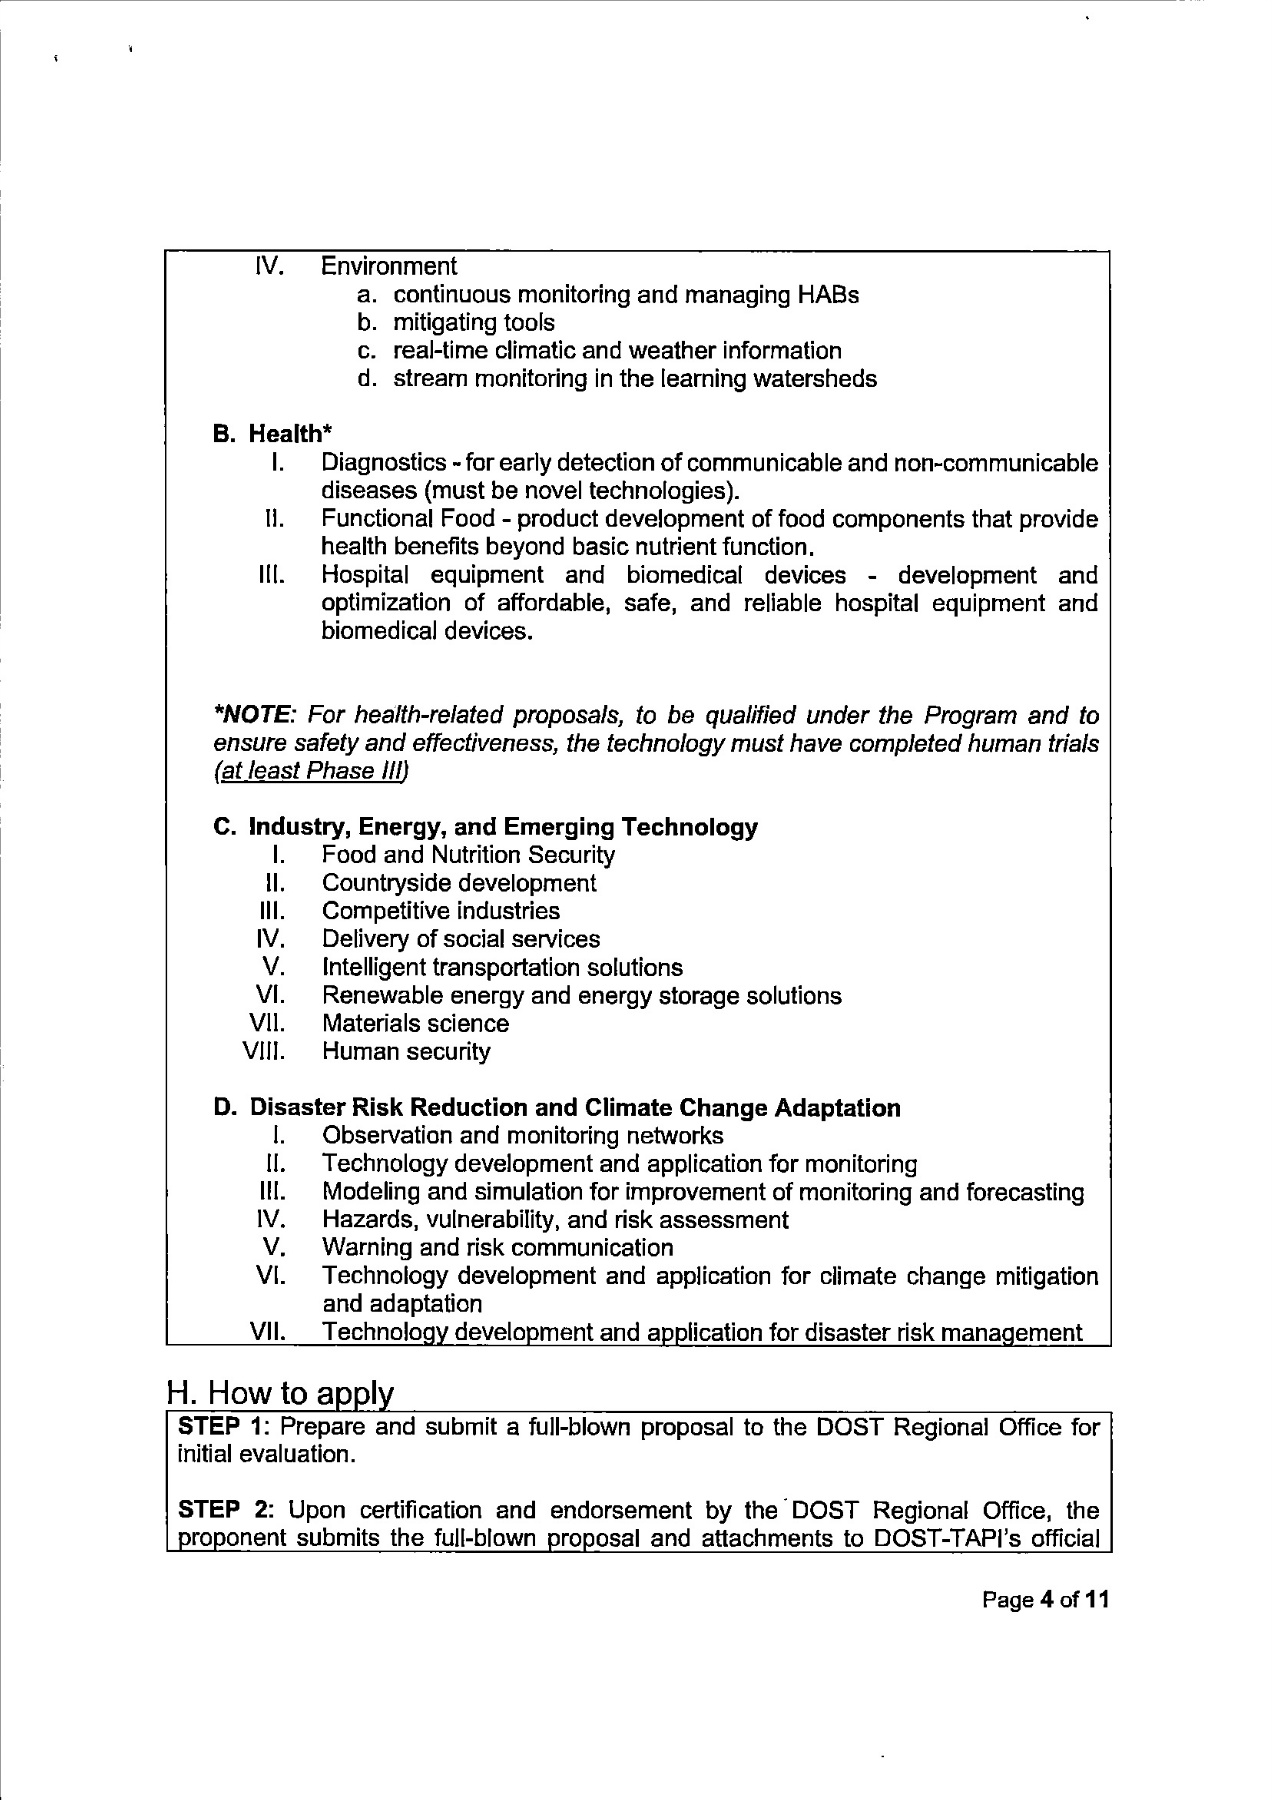 IV. Environment
a. continuous monitoring and managing HABs
b. mitigating tools
c. real-time climatic and weather information
d. stream monitoring in the learning watersheds
B. Health*
I. Diagnostics - for early detection of communicable and non-communicable
diseases (must be novel technologies).
II. Functional Food - product development of food components that provide
health benefits beyond basic nutrient function.
III. Hospital equipment and biomedical devices - development and
optimization of affordable, safe, and reliable hospital equipment and
biomedical devices.
*NOTE: For health-related proposals, to be qualified under the Program and to
ensure safety and effectiveness, the technology must have completed human trials
(at least Phase III)
C. Industry, Energy, and Emerging Technology
I. Food and Nutrition Security
II. Countryside development
III. Competitive industries
IV. Delivery of social services
V. Intelligent transportation solutions
VI. Renewable energy and energy storage solutions
VII. Materials science
VIII. Human security
D. Disaster Risk Reduction and Climate Change Adaptation
I. Observation and monitoring networks
II. Technology development and application for monitoring
III. Modeling and simulation for improvement of monitoring and forecasting
IV. Hazards, vulnerability, and risk assessment
V. Warning and risk communication
VI. Technology development and application for climate change mitigation
and adaptation
VII. Technology development and application for disaster risk management
H. How to apply
STEP 1: Prepare and submit a full-blown proposal to the DOST Regional Office for
initial evaluation.
STEP 2: Upon certification and endorsement by the DOST Regional Office, the
proponent submits the full-blown proposal and attachments to DOST-TAPI's official
Page 4 of 11